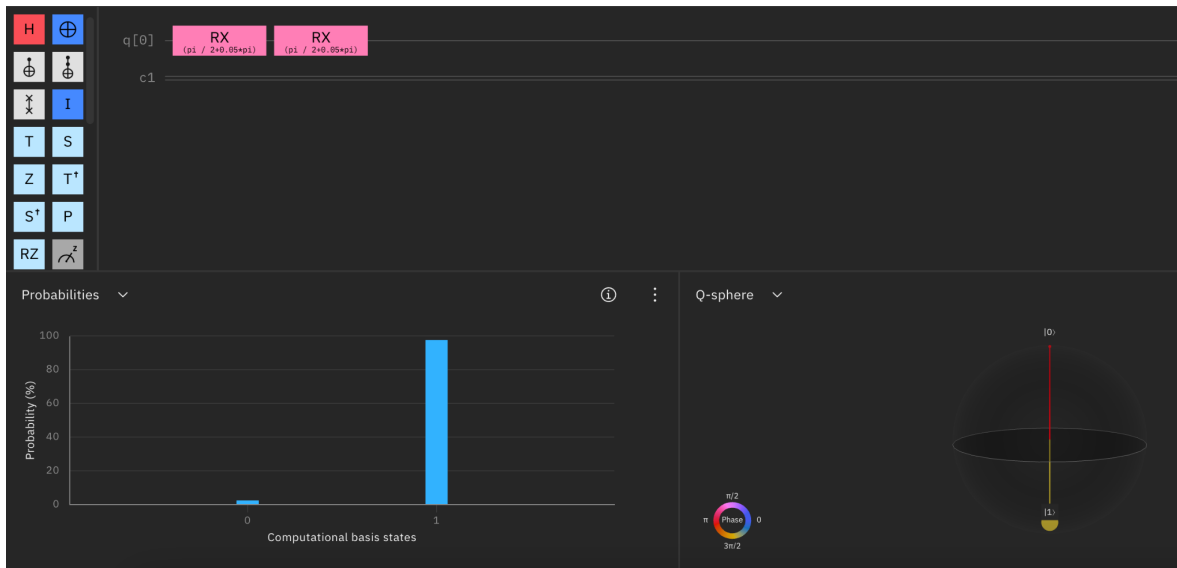 H
q[0]
RX
(pi / 2+0.05*pi)
RX
(pi / 2+0.05*pi)
c1
I
T S
Z T†
S† P
RZ z
Probabilities
Q-sphere
100
80
60
40
20
0
Probability (%)
0 1
Computational basis states
|0⟩
|1⟩
π/2
π Phase 0
3π/2